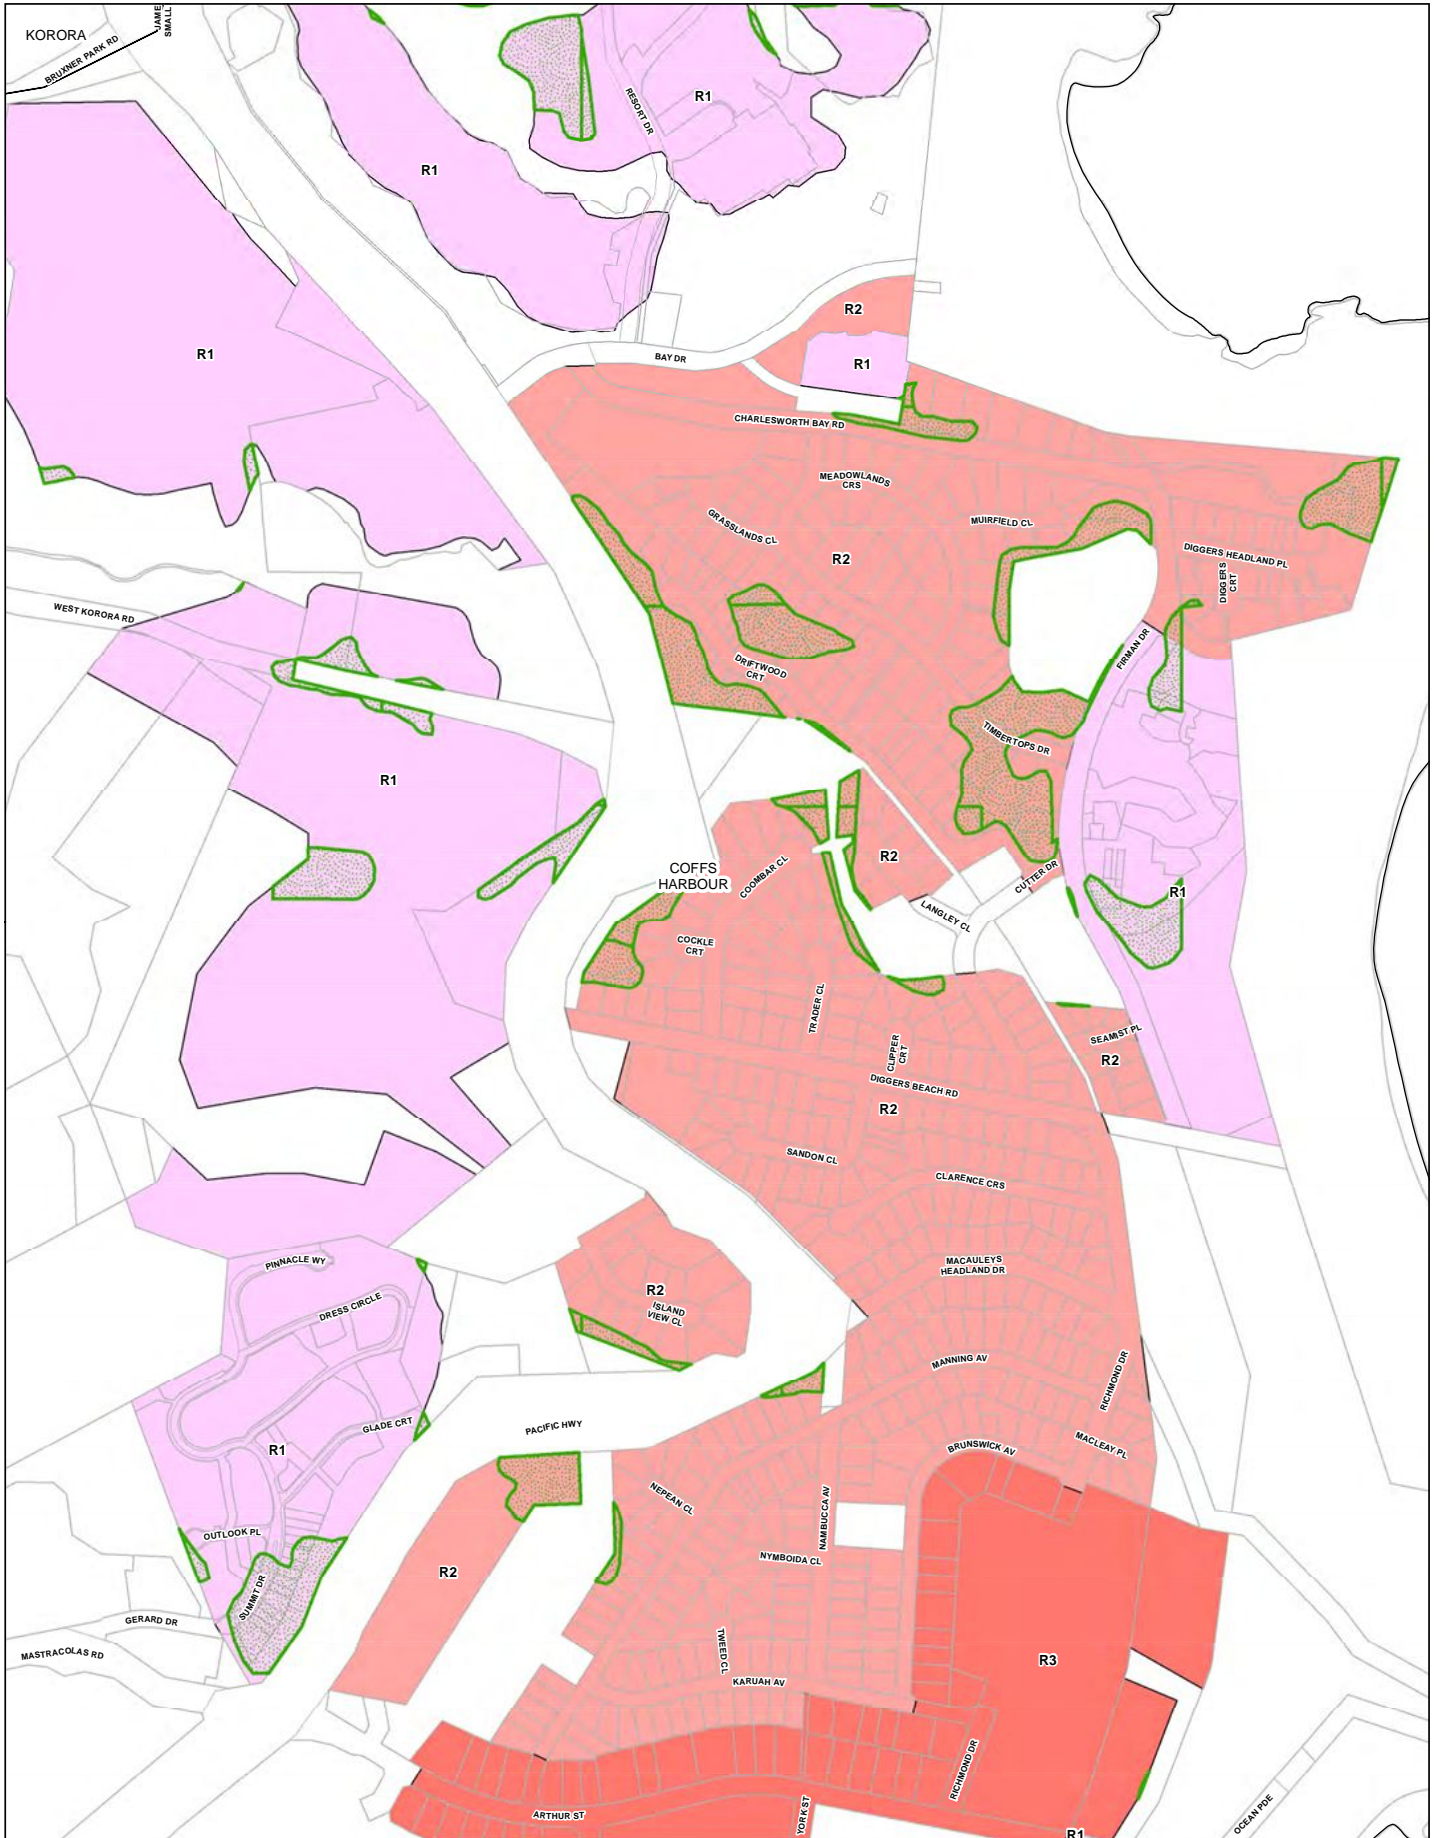 KORORA
BRUXNER PARK RD
JAME
SMALL
RESORT DR
R1
R1
R2
R1
R1
BAY DR
CHARLESWORTH BAY RD
MEADOWLANDS
CRS
GRASSLANDS CL
MUIRFIELD CL
R2
DIGGERS HEADLAND PL
DIGGERS
CRT
WEST KORORA RD
FIRMAN DR
DRIFTWOOD
CRT
TIMBERTOPS DR
R1
COFFS
HARBOUR
COOMBAR CL
R2
CUTTER DR
R1
LANGLEY CL
COCKLE
CRT
TRADER CL
CLIPPER
CRT
SEAMIST PL
R2
DIGGERS BEACH RD
R2
SANDON CL
CLARENCE CRS
PINNACLE WY
MACAULEYS
HEADLAND DR
R2
ISLAND
VIEW CL
DRESS CIRCLE
MANNING AV
RICHMOND DR
GLADE CRT
PACIFIC HWY
R1
BRUNSWICK AV
MACLEAY PL
NEPEAN CL
NAMBUCCA AV
OUTLOOK PL
NYMBOIDA CL
R2
SUMMIT DR
GERARD DR
MASTRACOLAS RD
TWEED CL
R3
KARUAH AV
RICHMOND DR
ARTHUR ST
YORK ST
OCEAN PDE
R1